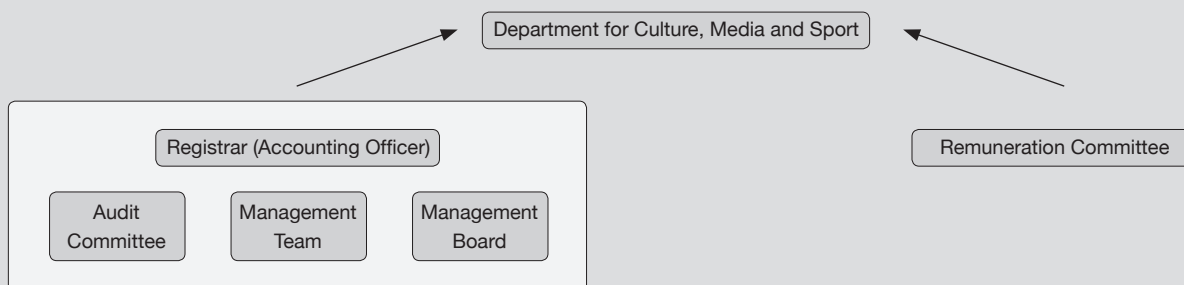 Department for Culture, Media and Sport
Registrar (Accounting Officer)
Remuneration Committee
Audit
Committee
Management
Team
Management
Board